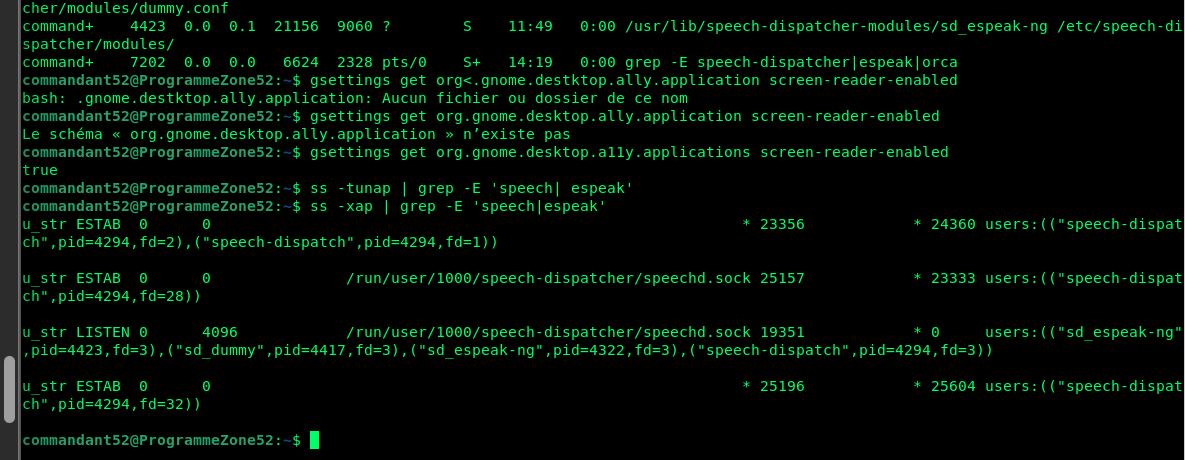 cher/modules/dummy.conf
command+    4423  0.0  0.1  21156  9060 ?        S    11:49   0:00 /usr/lib/speech-dispatcher-modules/sd_espeak-ng /etc/speech-di
spatcher/modules/
command+    7202  0.0  0.0   6624  2328 pts/0    S+   14:19   0:00 grep -E speech-dispatcher|espeak|orca
commandant52@ProgrammeZone52:~$ gsettings get org<.gnome.destktop.ally.application screen-reader-enabled
bash: .gnome.destktop.ally.application: Aucun fichier ou dossier de ce nom
commandant52@ProgrammeZone52:~$ gsettings get org.gnome.desktop.ally.application screen-reader-enabled
Le schéma « org.gnome.desktop.ally.application » n’existe pas
commandant52@ProgrammeZone52:~$ gsettings get org.gnome.desktop.a11y.applications screen-reader-enabled
true
commandant52@ProgrammeZone52:~$ ss -tunap | grep -E 'speech| espeak'
commandant52@ProgrammeZone52:~$ ss -xap | grep -E 'speech|espeak'
u_str ESTAB  0      0                                                           * 23356            * 24360 users:(("speech-dispat
ch",pid=4294,fd=2),("speech-dispatch",pid=4294,fd=1))
u_str ESTAB  0      0               /run/user/1000/speech-dispatcher/speechd.sock 25157            * 23333 users:(("speech-dispat
ch",pid=4294,fd=28))
u_str LISTEN 0      4096            /run/user/1000/speech-dispatcher/speechd.sock 19351            * 0     users:(("sd_espeak-ng"
,pid=4423,fd=3),("sd_dummy",pid=4417,fd=3),("sd_espeak-ng",pid=4322,fd=3),("speech-dispatch",pid=4294,fd=3))
u_str ESTAB  0      0                                                           * 25196            * 25604 users:(("speech-dispat
ch",pid=4294,fd=32))
commandant52@ProgrammeZone52:~$